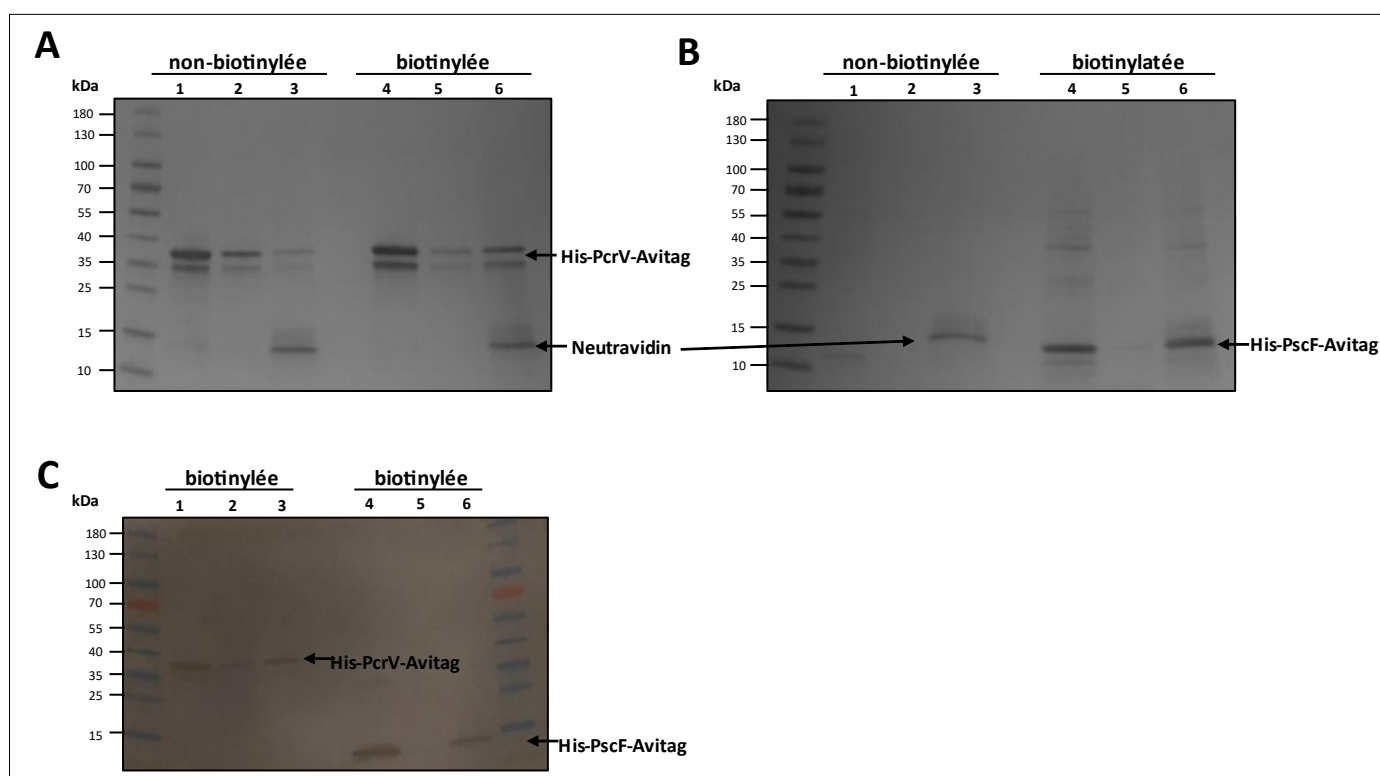 A
non-biotinylée biotinylée
kDa 1 2 3 4 5 6
180
130
100
70
55
40
35
25
15
10
His-PcrV-Avitag
Neutravidin
B
non-biotinylée biotinylatée
kDa 1 2 3 4 5 6
180
130
100
70
55
40
35
25
15
10
His-PscF-Avitag
C
biotinylée biotinylée
kDa 1 2 3 4 5 6
180
130
100
70
55
40
35
25
15
His-PcrV-Avitag
His-PscF-Avitag